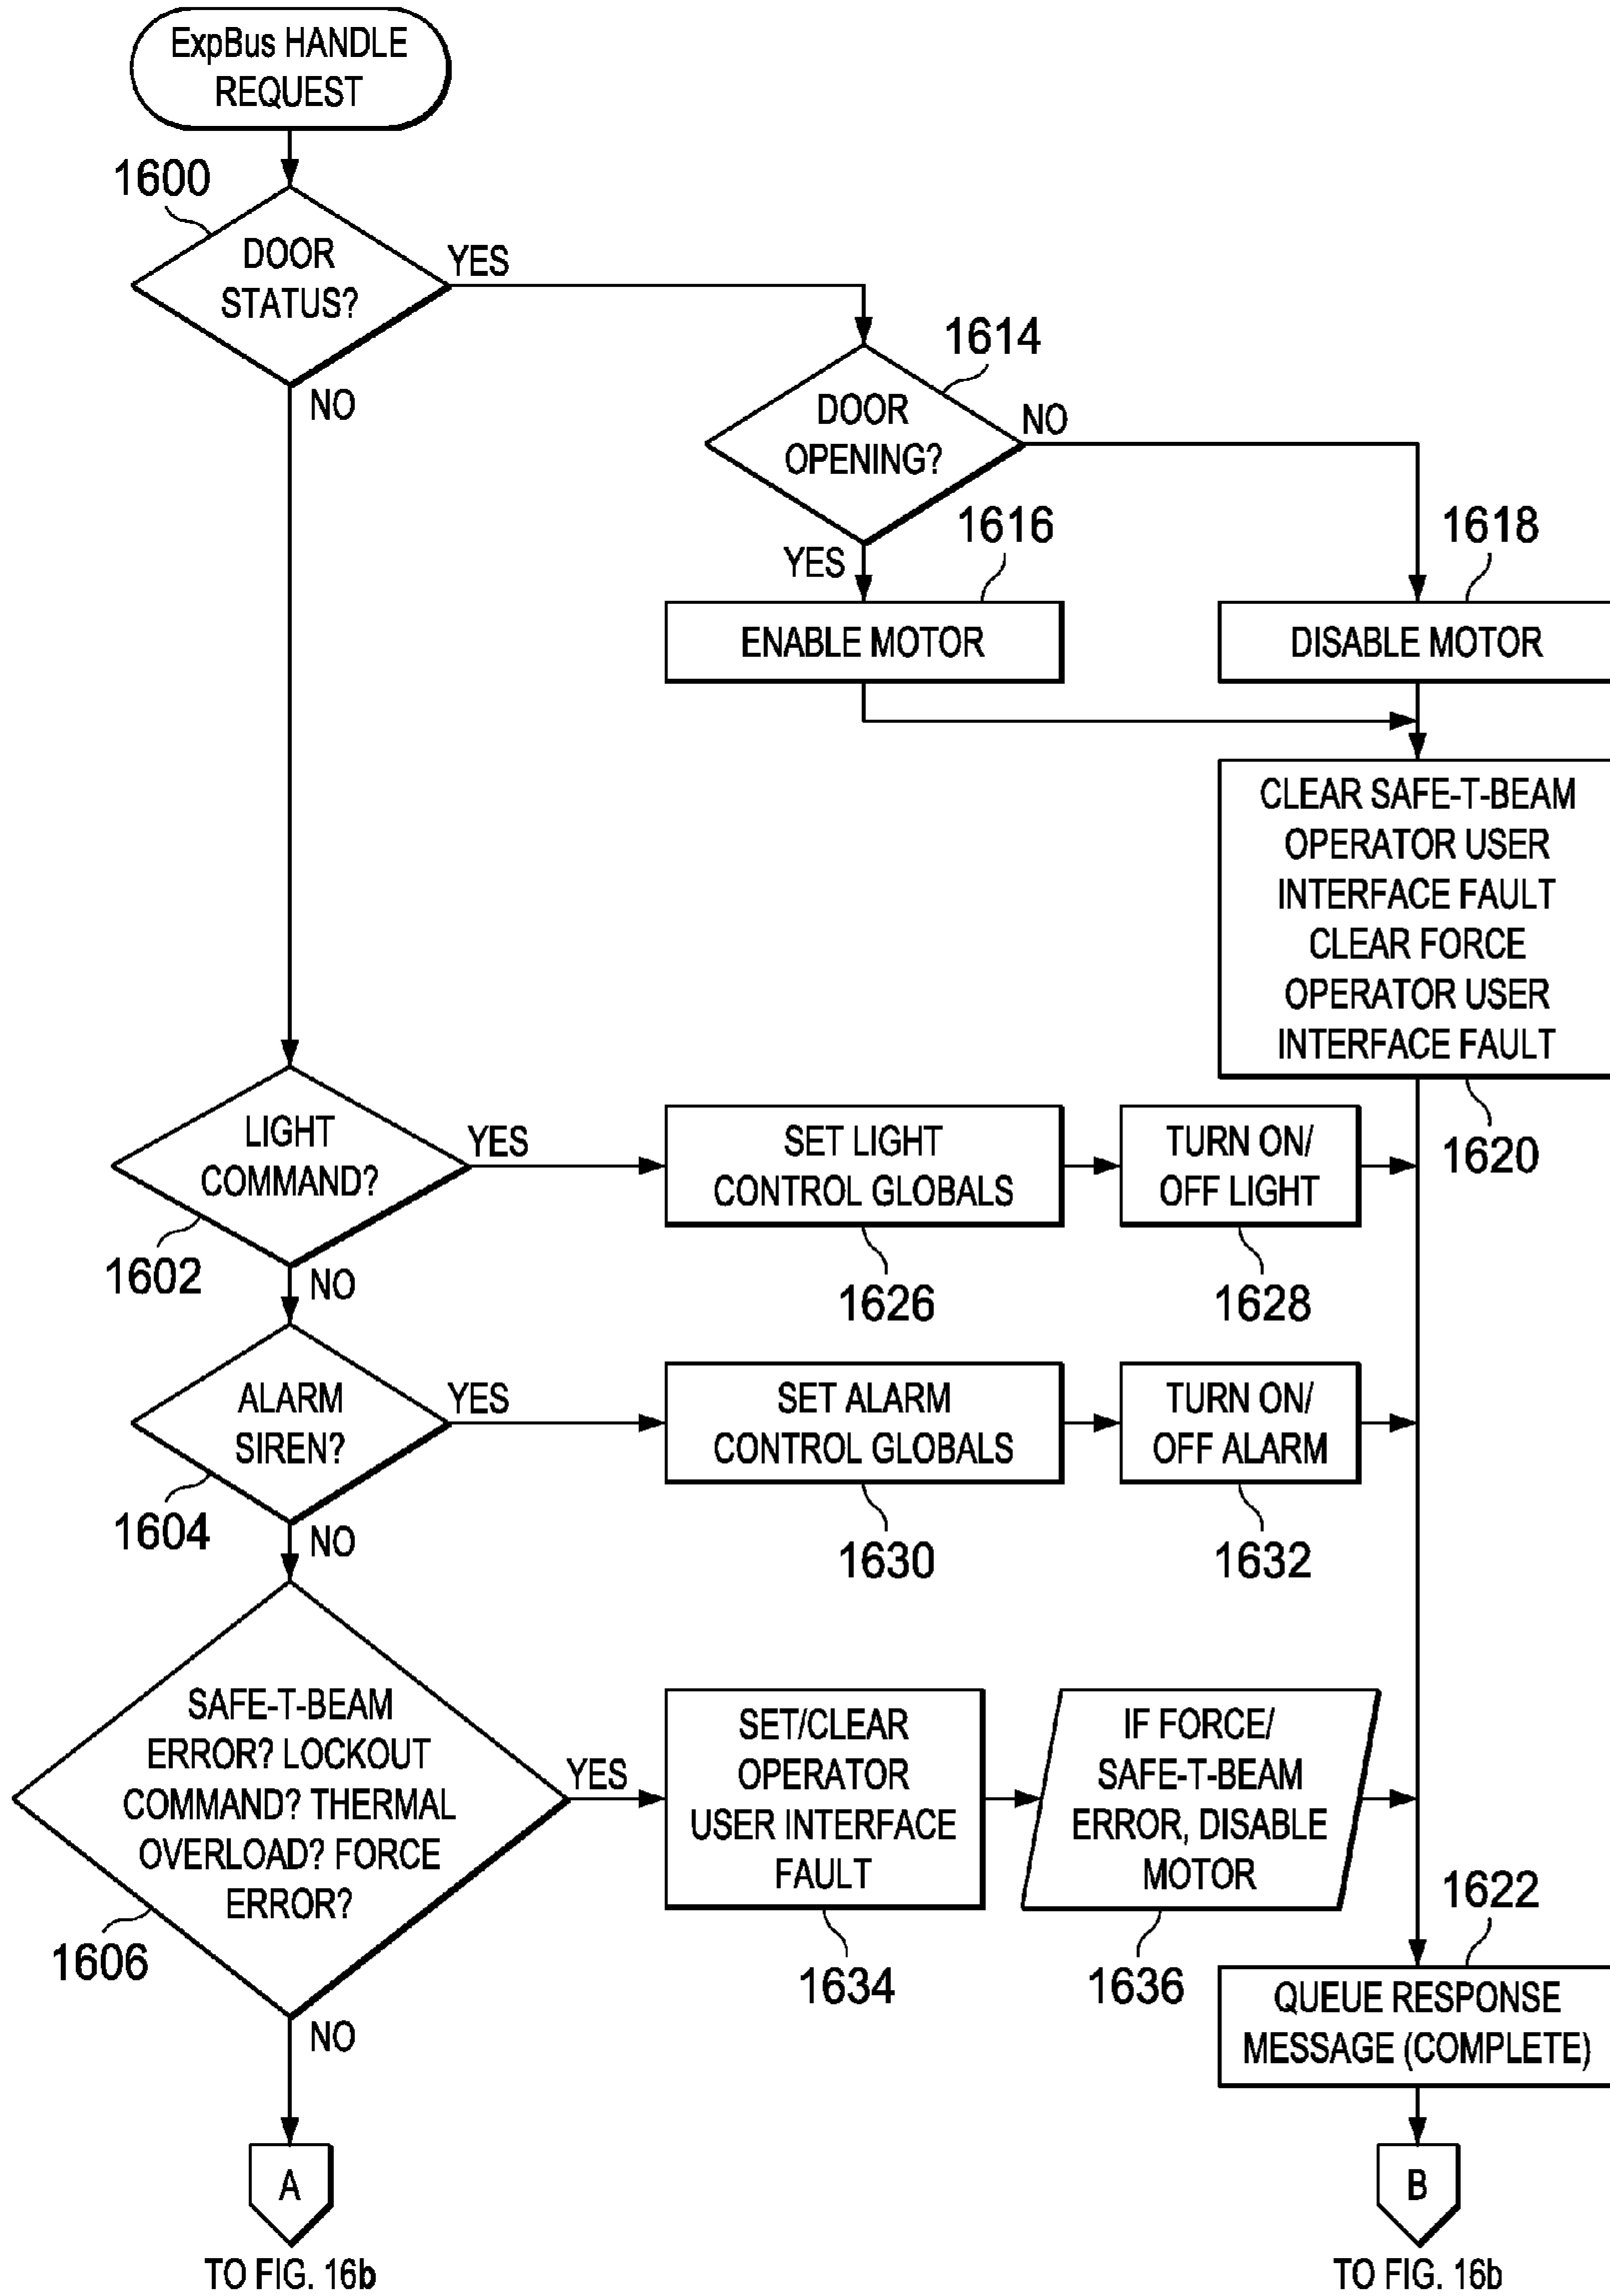 ExpBus HANDLE
REQUEST
1600
DOOR
STATUS?
YES
NO
1614
DOOR
OPENING?
NO
YES
1616
1618
ENABLE MOTOR
DISABLE MOTOR
CLEAR SAFE-T-BEAM
OPERATOR USER
INTERFACE FAULT
CLEAR FORCE
OPERATOR USER
INTERFACE FAULT
1620
LIGHT
COMMAND?
YES
1602
NO
SET LIGHT
CONTROL GLOBALS
1626
TURN ON/
OFF LIGHT
1628
ALARM
SIREN?
YES
1604
NO
SET ALARM
CONTROL GLOBALS
1630
TURN ON/
OFF ALARM
1632
SAFE-T-BEAM
ERROR? LOCKOUT
COMMAND? THERMAL
OVERLOAD? FORCE
ERROR?
YES
1606
NO
SET/CLEAR
OPERATOR
USER INTERFACE
FAULT
1634
IF FORCE/
SAFE-T-BEAM
ERROR, DISABLE
MOTOR
1636
1622
QUEUE RESPONSE
MESSAGE (COMPLETE)
A
TO FIG. 16b
B
TO FIG. 16b